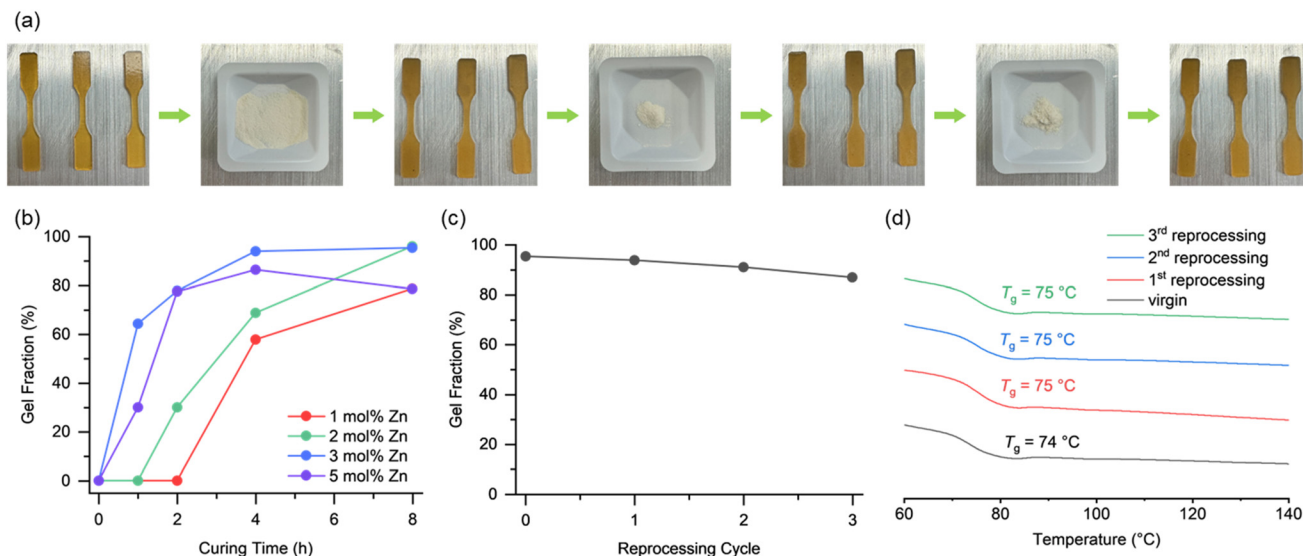 (a)
(b)
Gel Fraction (%)
100
80
60
40
20
0
1 mol% Zn
2 mol% Zn
3 mol% Zn
5 mol% Zn
0
2
4
6
8
Curing Time (h)
(c)
Gel Fraction (%)
100
80
60
40
20
0
0
1
2
3
Reprocessing Cycle
(d)
3rd reprocessing
2nd reprocessing
1st reprocessing
virgin
Tg = 75 °C
Tg = 75 °C
Tg = 75 °C
Tg = 74 °C
60
80
100
120
140
Temperature (°C)